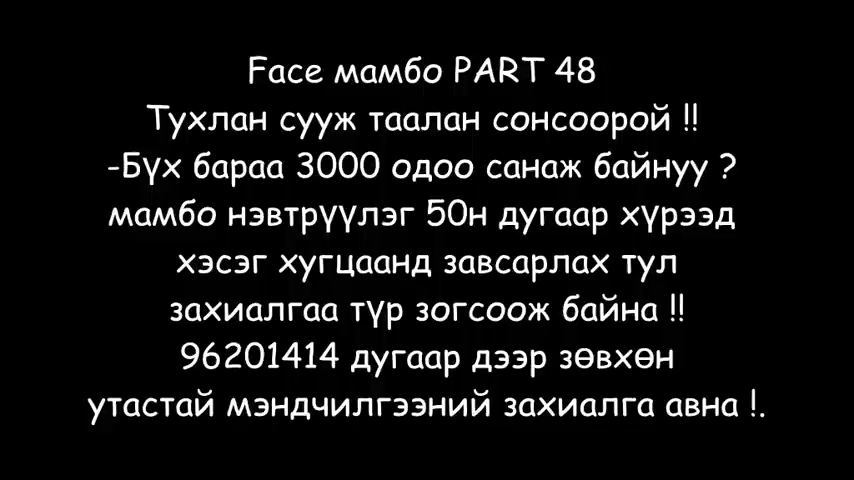 Face мамбо PART 48
Тухлан сууж таалан сонсоорой !!
-Бүх бараа 3000 одоо санаж байнуу ?
мамбо нэвтрүүлэг 50н дугаар хүрээд
хэсэг хугцаанд завсарлах тул
захиалгаа түр зогсоож байна !!
96201414 дугаар дээр зөвхөн
утастай мэндчилгээний захиалга авна !.